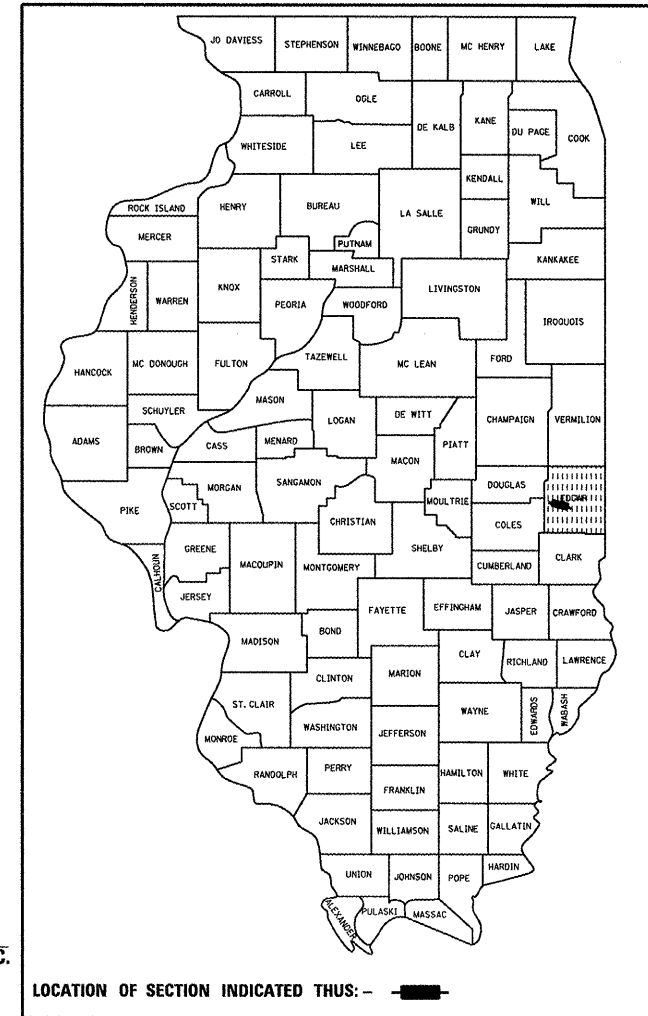 JO DAVIESS STEPHENSON WINNEBAGO BOONE MC HENRY LAKE
CARROLL OGLE DE KALB KANE DU PAGE COOK
WHITESIDE LEE
KENDALL WILL
ROCK ISLAND HENRY BUREAU LA SALLE GRUNDY
MERCER PUTNAM
STARK MARSHALL KANKAKEE
HENDERSON WARREN KNOX PEORIA WOODFORD LIVINGSTON IROQUOIS
HANCOCK MC DONOUGH FULTON TAZEWELL MC LEAN FORD
SCHUYLER MASON LOGAN DE WITT CHAMPAIGN VERMILION
ADAMS BROWN CASS MENARD MACON PIATT
PIKE SCOTT MORGAN SANGAMON CHRISTIAN MOULTRIE DOUGLAS EDGAR
COLES
CALHOUN GREENE MACOUPIN MONTGOMERY SHELBY CUMBERLAND CLARK
JERSEY FAYETTE EFFINGHAM JASPER CRAWFORD
MADISON BOND CLAY RICHLAND LAWRENCE
CLINTON MARION
ST. CLAIR WASHINGTON JEFFERSON WAYNE EDWARDS WABASH
MONROE
RANDOLPH PERRY FRANKLIN HAMILTON WHITE
JACKSON WILLIAMSON SALINE GALLATIN
UNION JOHNSON POPE HARDIN
ALEXANDER PULASKI MASSAC
C.
LOCATION OF SECTION INDICATED THUS: -